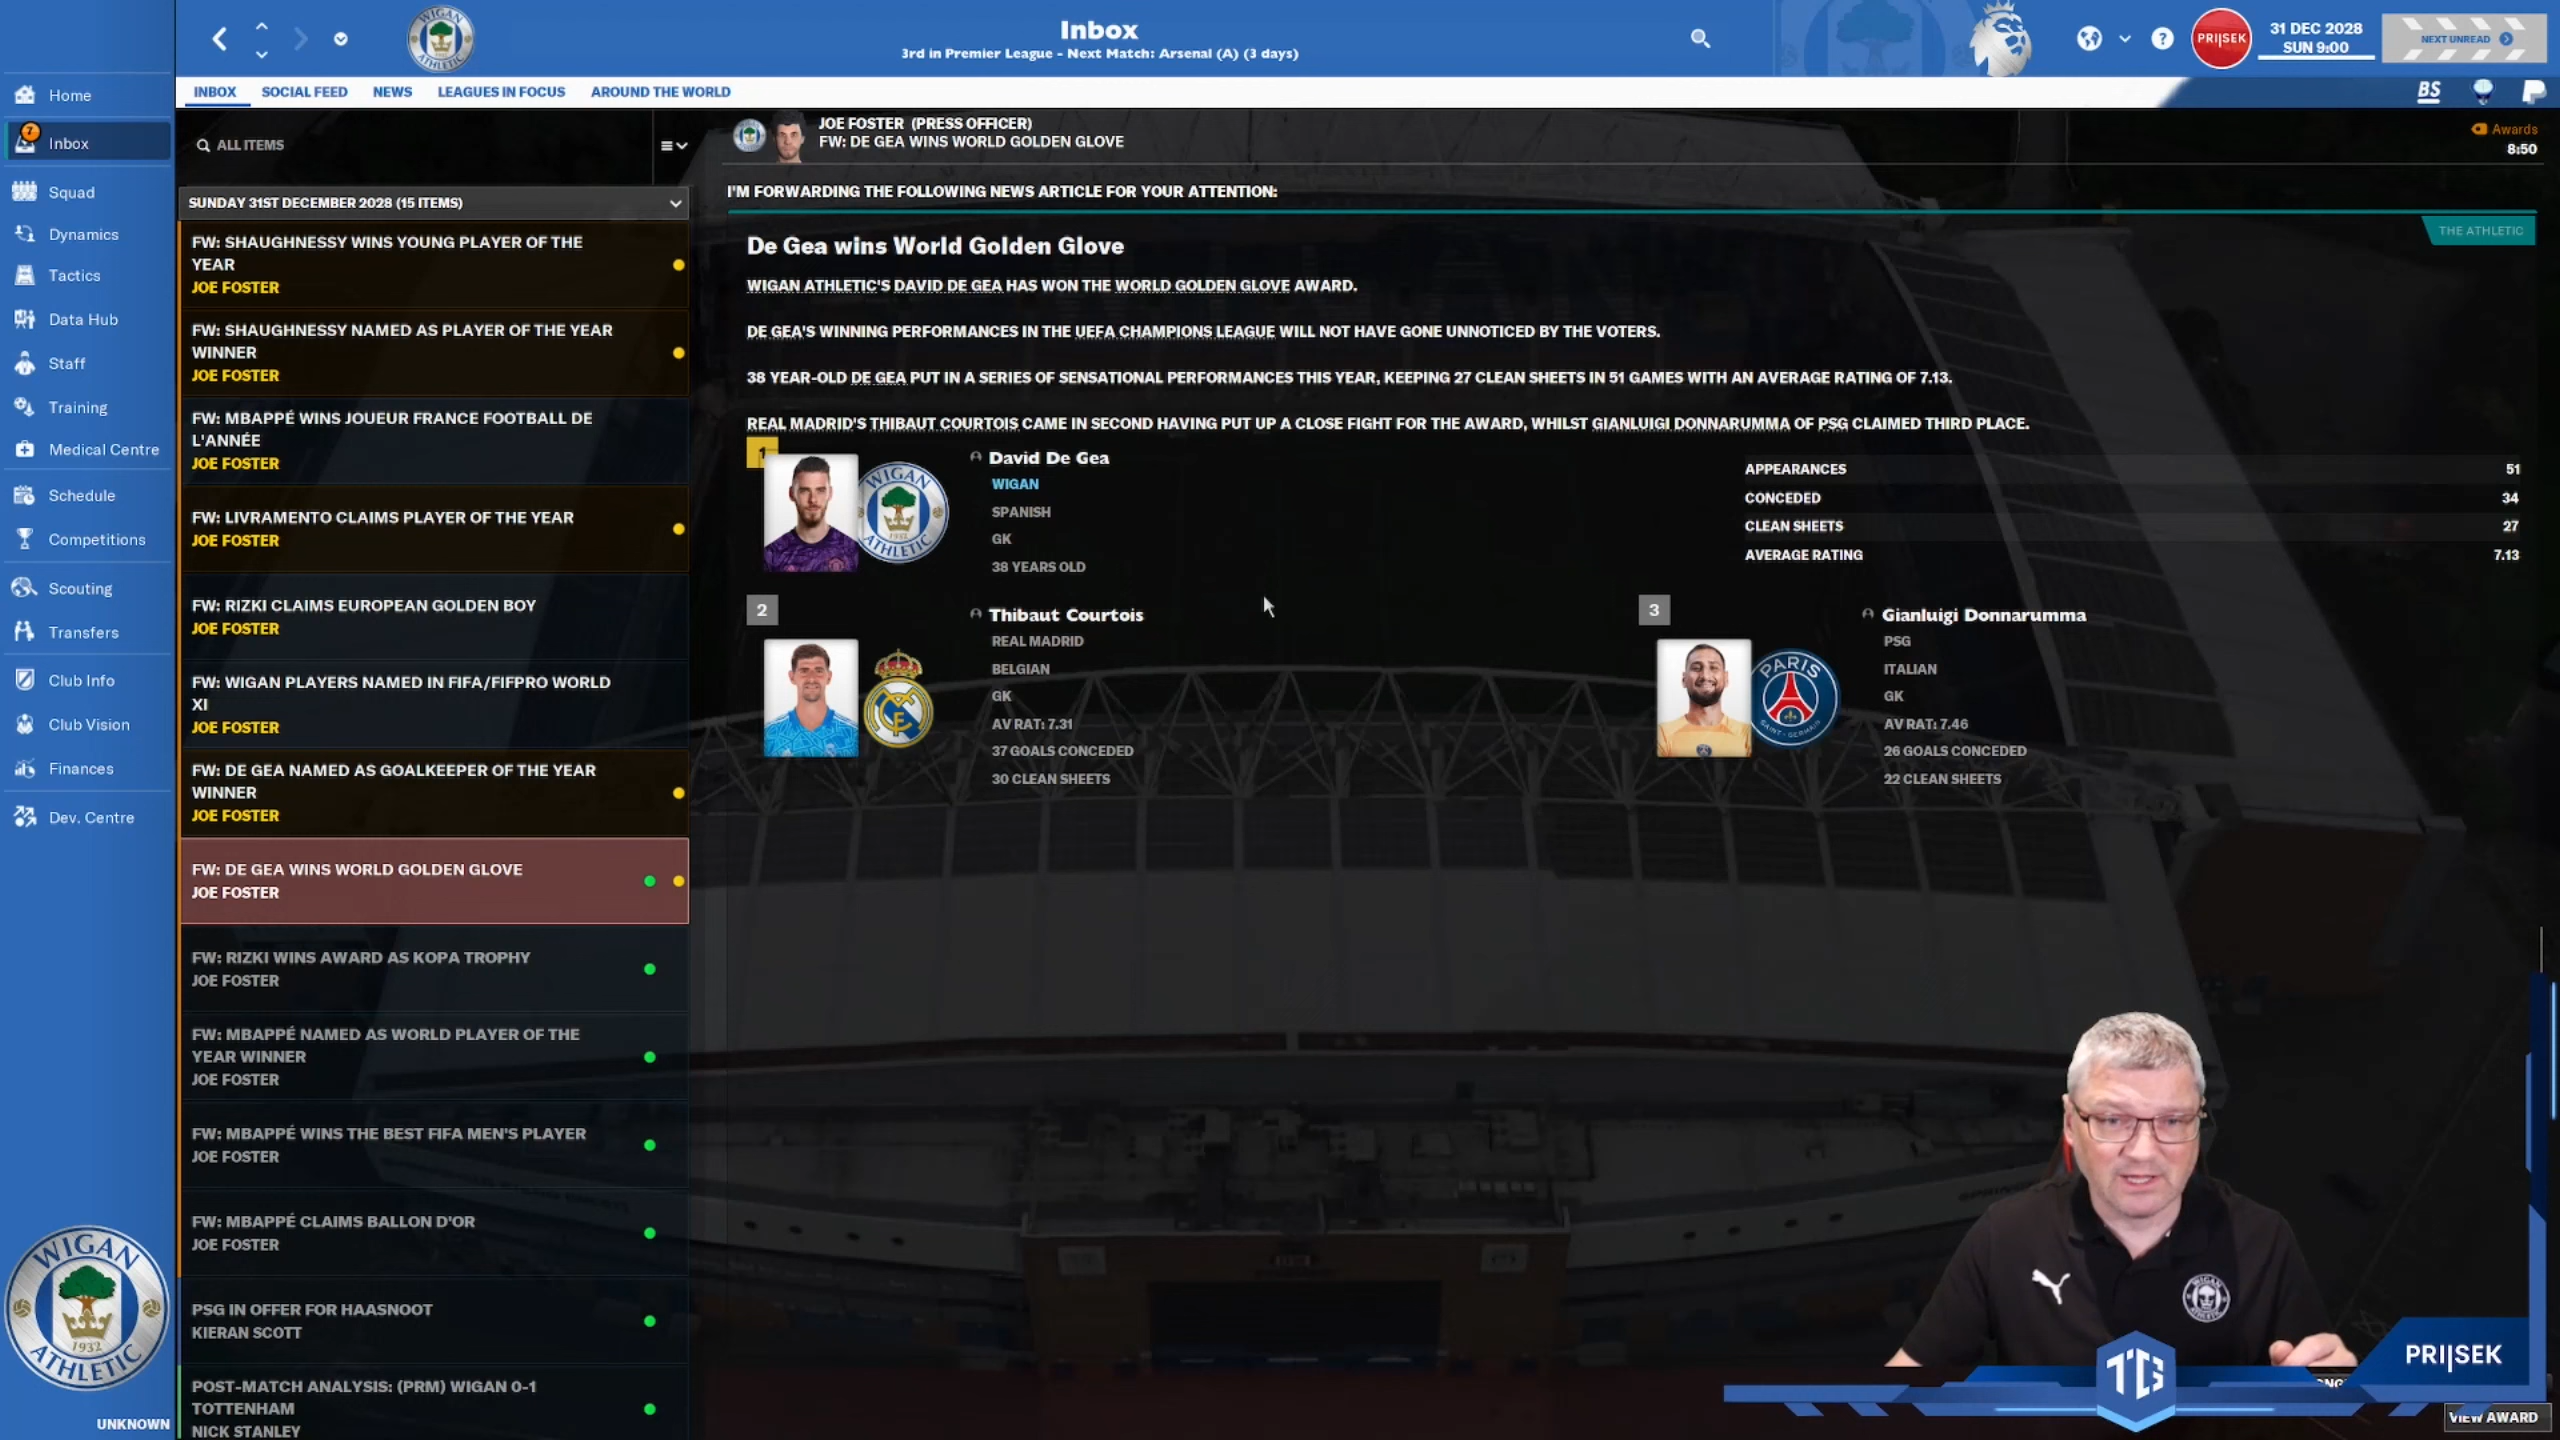 Inbox
3rd in Premier League - Next Match: Arsenal (A) (3 days)
PRIJSEK
31 DEC 2028
SUN 9:00
NEXT UNREAD
INBOX
SOCIAL FEED
NEWS
LEAGUES IN FOCUS
AROUND THE WORLD
BS
Home
7
Inbox
Squad
Dynamics
Tactics
Data Hub
Staff
Training
Medical Centre
Schedule
Competitions
Scouting
Transfers
Club Info
Club Vision
Finances
Dev. Centre
WIGAN
1932
ATHLETIC
UNKNOWN
ALL ITEMS
SUNDAY 31ST DECEMBER 2028 (15 ITEMS)
FW: SHAUGHNESSY WINS YOUNG PLAYER OF THE
YEAR
JOE FOSTER
FW: SHAUGHNESSY NAMED AS PLAYER OF THE YEAR
WINNER
JOE FOSTER
FW: MBAPPÉ WINS JOUEUR FRANCE FOOTBALL DE
L'ANNÉE
JOE FOSTER
FW: LIVRAMENTO CLAIMS PLAYER OF THE YEAR
JOE FOSTER
FW: RIZKI CLAIMS EUROPEAN GOLDEN BOY
JOE FOSTER
FW: WIGAN PLAYERS NAMED IN FIFA/FIFPRO WORLD
XI
JOE FOSTER
FW: DE GEA NAMED AS GOALKEEPER OF THE YEAR
WINNER
JOE FOSTER
FW: DE GEA WINS WORLD GOLDEN GLOVE
JOE FOSTER
FW: RIZKI WINS AWARD AS KOPA TROPHY
JOE FOSTER
FW: MBAPPÉ NAMED AS WORLD PLAYER OF THE
YEAR WINNER
JOE FOSTER
FW: MBAPPÉ WINS THE BEST FIFA MEN'S PLAYER
JOE FOSTER
FW: MBAPPÉ CLAIMS BALLON D'OR
JOE FOSTER
PSG IN OFFER FOR HAASNOOT
KIERAN SCOTT
POST-MATCH ANALYSIS: (PRM) WIGAN 0-1
TOTTENHAM
NICK STANLEY
JOE FOSTER (PRESS OFFICER)
FW: DE GEA WINS WORLD GOLDEN GLOVE
Awards
8:50
I'M FORWARDING THE FOLLOWING NEWS ARTICLE FOR YOUR ATTENTION:
THE ATHLETIC
De Gea wins World Golden Glove
WIGAN ATHLETIC'S DAVID DE GEA HAS WON THE WORLD GOLDEN GLOVE AWARD.
DE GEA'S WINNING PERFORMANCES IN THE UEFA CHAMPIONS LEAGUE WILL NOT HAVE GONE UNNOTICED BY THE VOTERS.
38 YEAR-OLD DE GEA PUT IN A SERIES OF SENSATIONAL PERFORMANCES THIS YEAR, KEEPING 27 CLEAN SHEETS IN 51 GAMES WITH AN AVERAGE RATING OF 7.13.
REAL MADRID'S THIBAUT COURTOIS CAME IN SECOND HAVING PUT UP A CLOSE FIGHT FOR THE AWARD, WHILST GIANLUIGI DONNARUMMA OF PSG CLAIMED THIRD PLACE.
1
WIGAN
1932
ATHLETIC
David De Gea
WIGAN
SPANISH
GK
38 YEARS OLD
APPEARANCES 51
CONCEDED 34
CLEAN SHEETS 27
AVERAGE RATING 7.13
2
Thibaut Courtois
REAL MADRID
BELGIAN
GK
AV RAT: 7.31
37 GOALS CONCEDED
30 CLEAN SHEETS
3
PARIS
SAINT-GERMAIN
Gianluigi Donnarumma
PSG
ITALIAN
GK
AV RAT: 7.46
26 GOALS CONCEDED
22 CLEAN SHEETS
PRIJSEK
TCS
VIEW AWARD